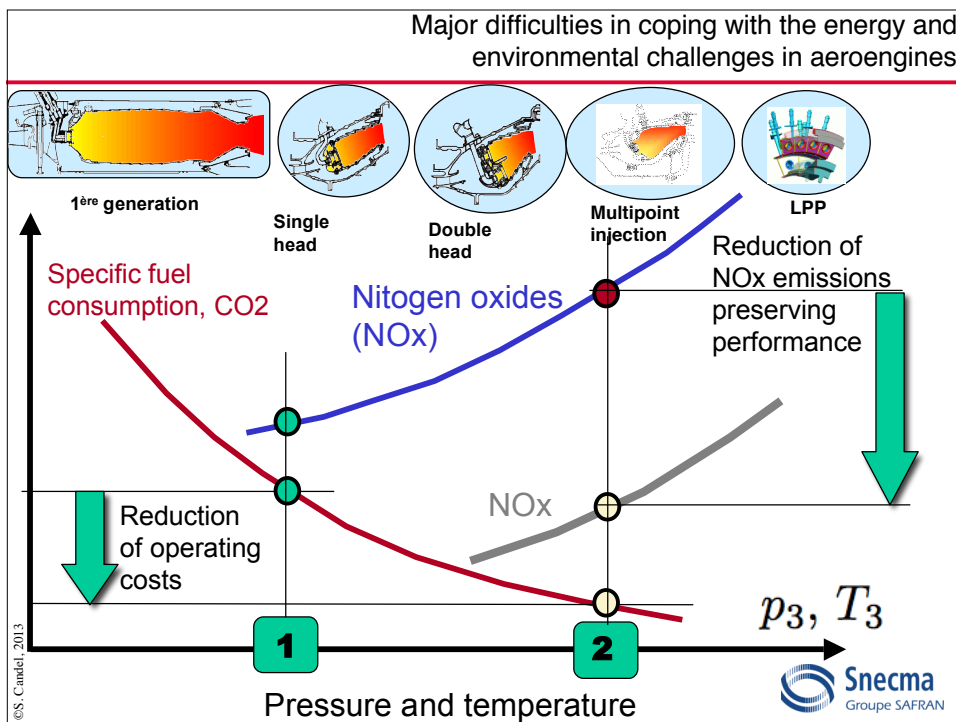 Major difficulties in coping with the energy and
environmental challenges in aeroengines
1ère generation
Single
head
Double
head
Multipoint
injection
LPP
Specific fuel
consumption, CO2
Nitogen oxides
(NOx)
Reduction of
NOx emissions
preserving
performance
NOx
Reduction
of operating
costs
p3, T3
1
2
Pressure and temperature
Snecma
Groupe SAFRAN
©S. Candel, 2013